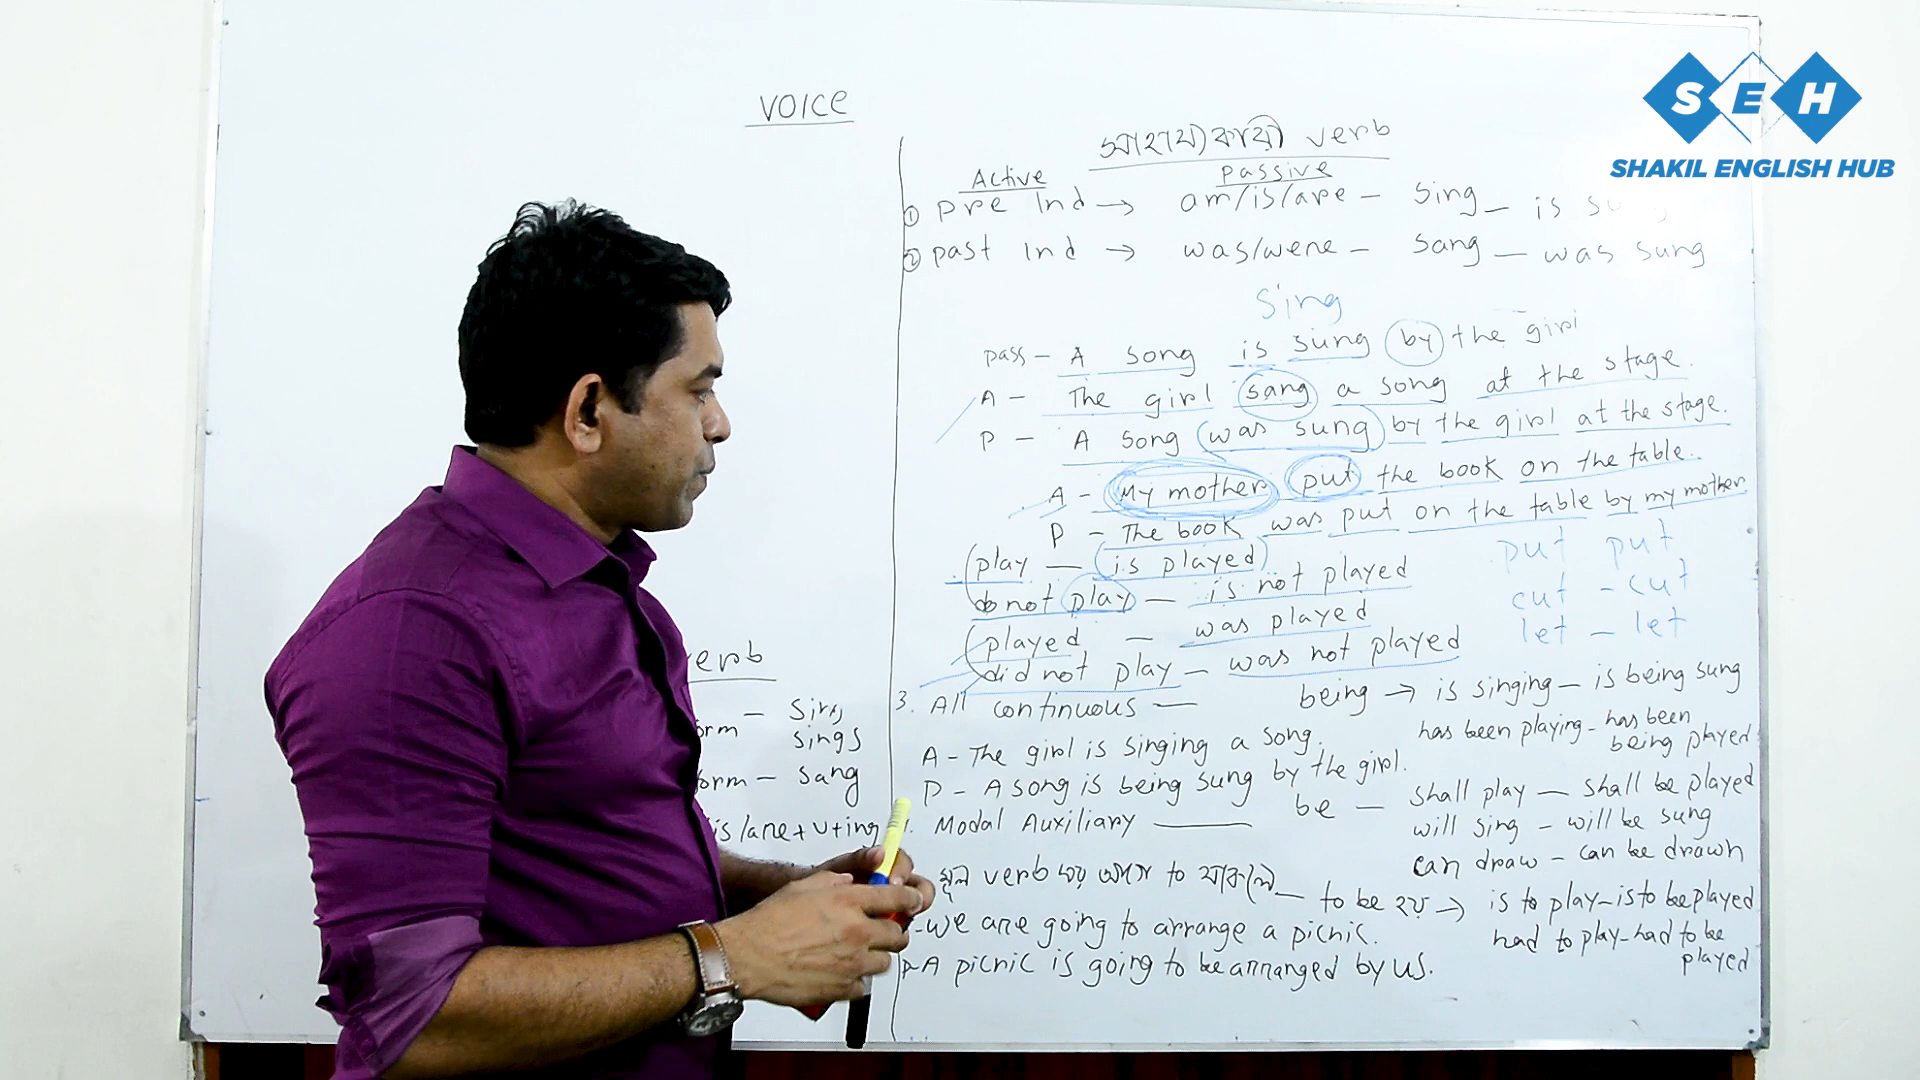 SEH
SHAKIL ENGLISH HUB
VOICE
সাহায্যকারী verb
Active
Passive
① Pre Ind → am/is/are – Sing – is
② Past Ind → was/were – Sang – was sung
Sing
Pass – A song is sung by the girl
A – The girl sang a song at the stage.
P – A song was sung by the girl at the stage.
A – My mother put the book on the table.
P – The book was put on the table by my mother
play – is played
put put
do not play – is not played
cut – cut
played – was played
let – let
did not play – was not played
3. All continuous — being → is singing – is being sung
has been playing – has been being played
A – The girl is singing a song.
P – A song is being sung by the girl.
Modal Auxiliary — be — shall play – shall be played
will sing – will be sung
can draw – can be drawn
মূল verb এর আগে to থাকলে – to be হয় → is to play – is to be played
had to play – had to be played
- We are going to arrange a picnic.
P – A picnic is going to be arranged by us.
erb
orm – Sing
sings
orm – sang
is/are+v+ing